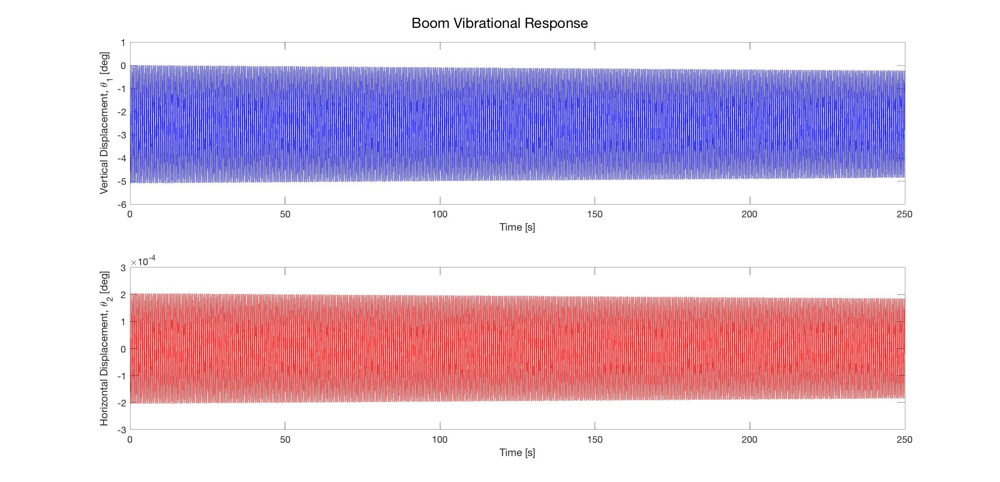 Boom Vibrational Response
Vertical Displacement, θ1 [deg]
1
0
-1
-2
-3
-4
-5
-6
0 50 100 150 200 250
Time [s]
×10-4
Horizontal Displacement, θ2 [deg]
3
2
1
0
-1
-2
-3
0 50 100 150 200 250
Time [s]